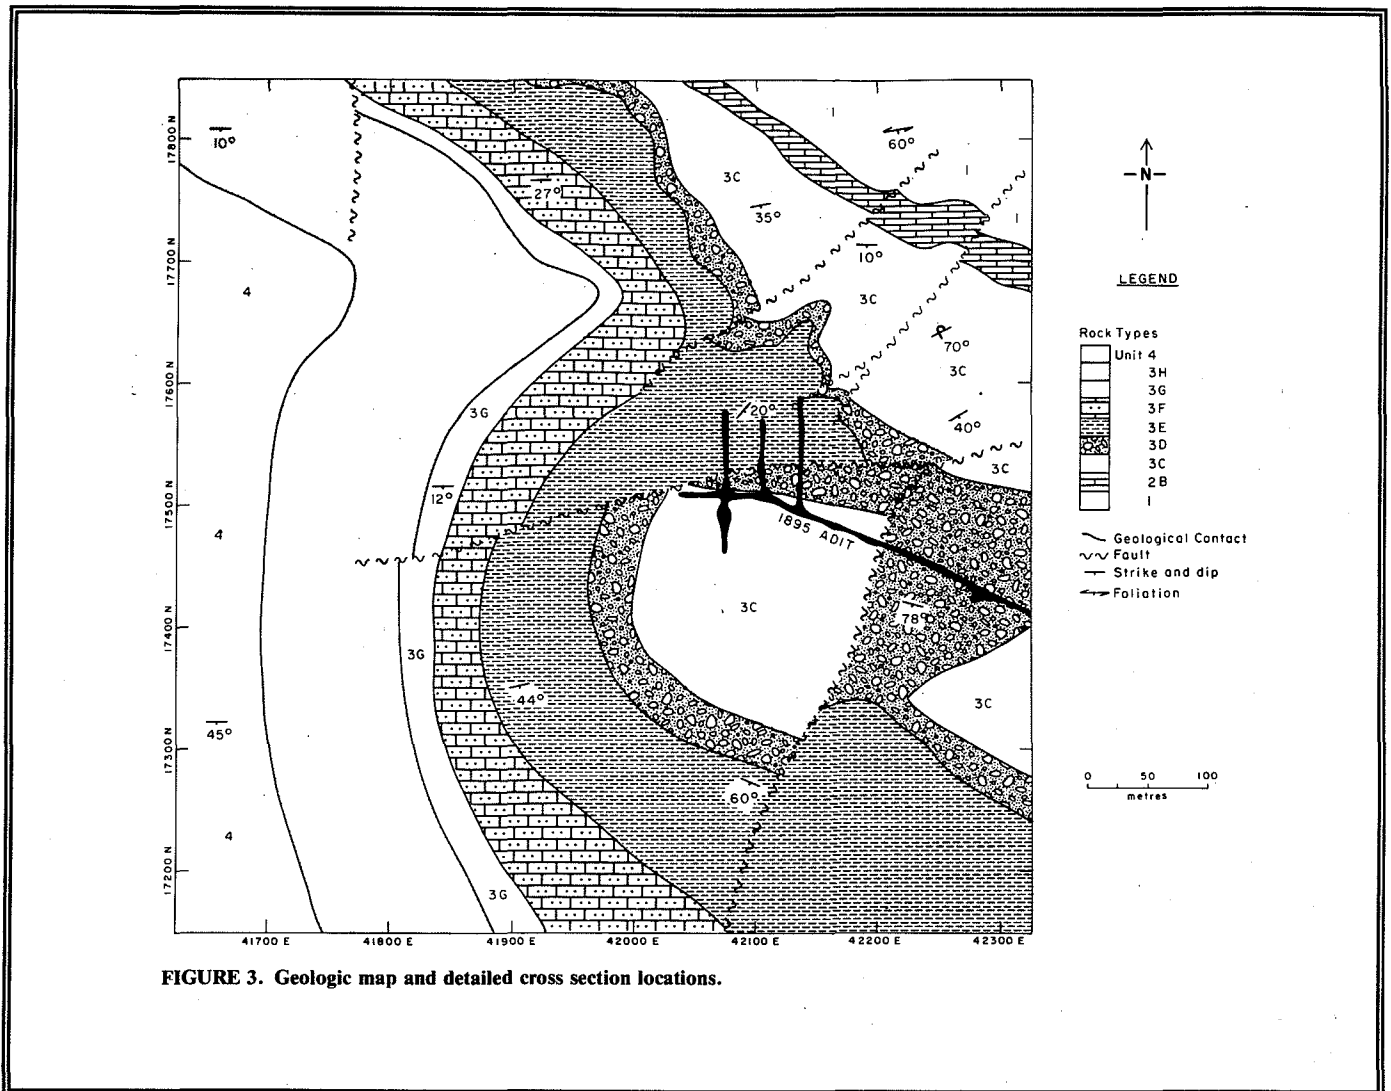 17800 N
17700 N
17600 N
17500 N
17400 N
17300 N
17200 N
41700 E
41800 E
41900 E
42000 E
42100 E
42200 E
42300 E
10°
4
4
45°
4
27°
3G
12°
3G
44°
3G
3C
35°
10°
3C
60°
1
1
1
70°
3C
40°
3C
20°
1895 ADIT
3C
78°
3C
60°
N
LEGEND
Rock Types
Unit 4
3H
3G
3F
3E
3D
3C
2B
1
Geological Contact
Fault
Strike and dip
Foliation
0 50 100
metres
FIGURE 3. Geologic map and detailed cross section locations.